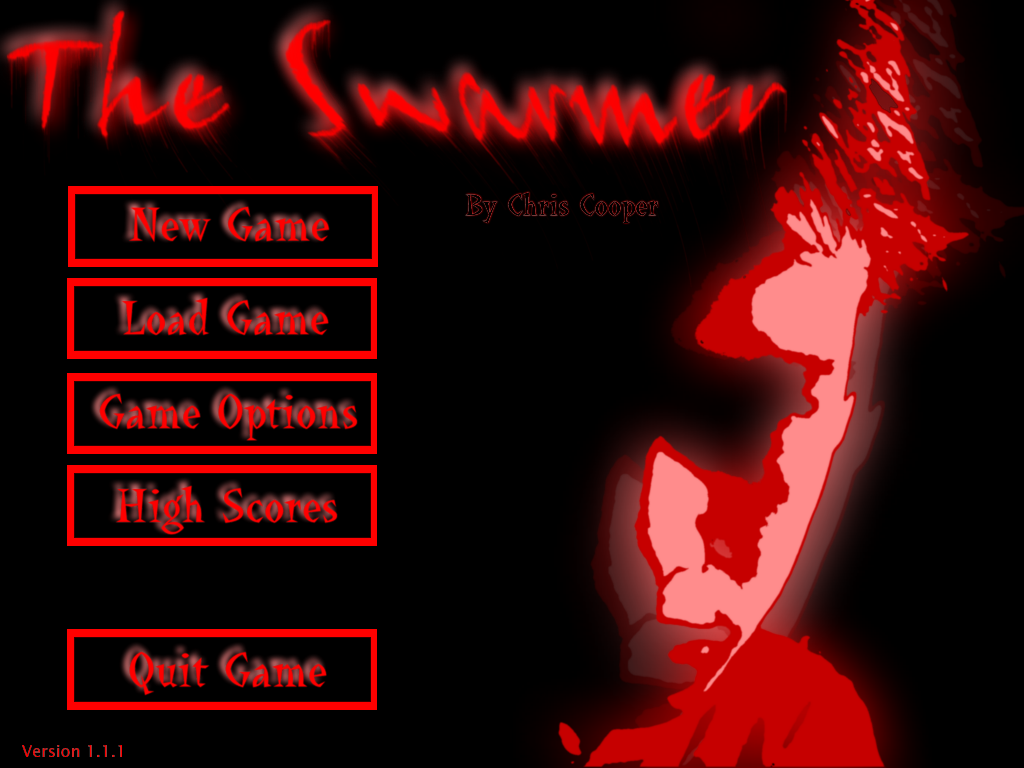 The Swarmer
By Chris Cooper
New Game
Load Game
Game Options
High Scores
Quit Game
Version 1.1.1